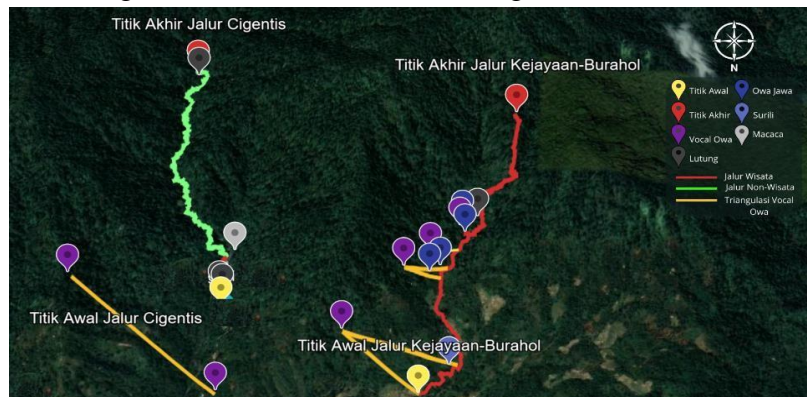 Titik Akhir Jalur Cigentis
Titik Akhir Jalur Kejayaan-Burahol
N
Titik Awal
Owa Jawa
Titik Akhir
Surili
Vocal Owa
Macaca
Lutung
Jalur Wisata
Jalur Non-Wisata
Triangulasi Vocal
Owa
Titik Awal Jalur Cigentis
Titik Awal Jalur Kejayaan-Burahol